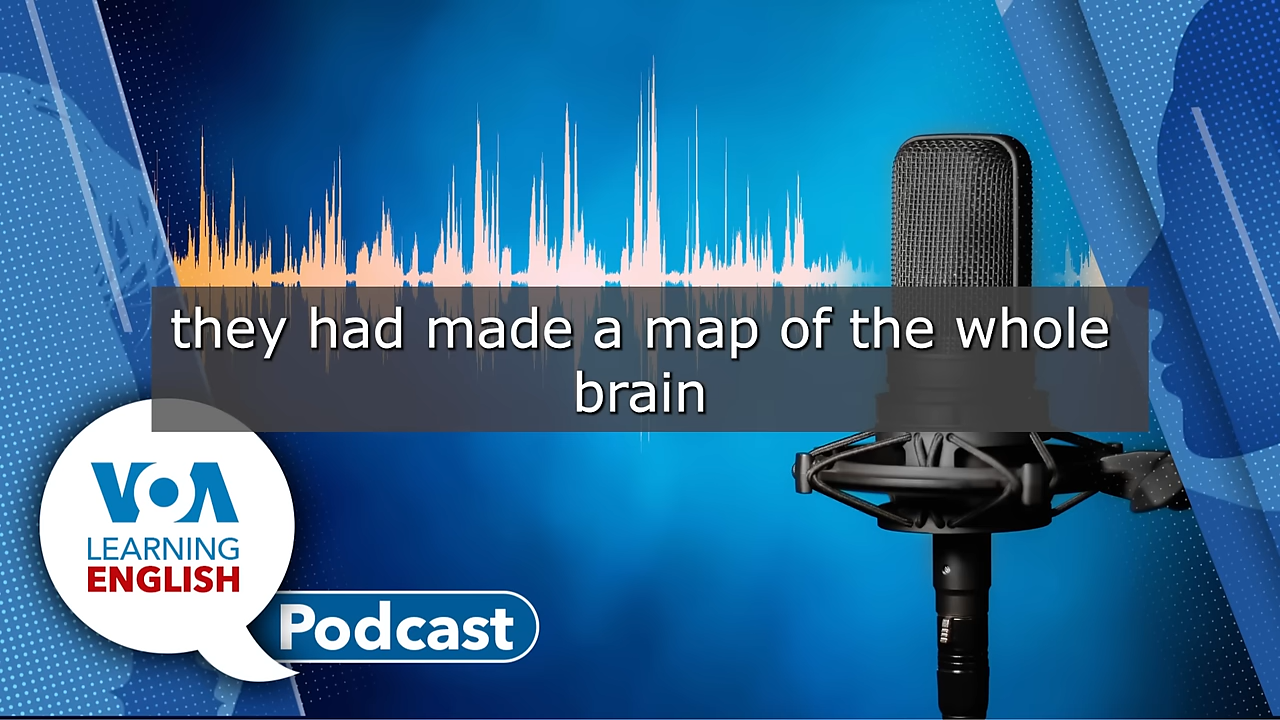 they had made a map of the whole
brain
VOA
LEARNING
ENGLISH
Podcast